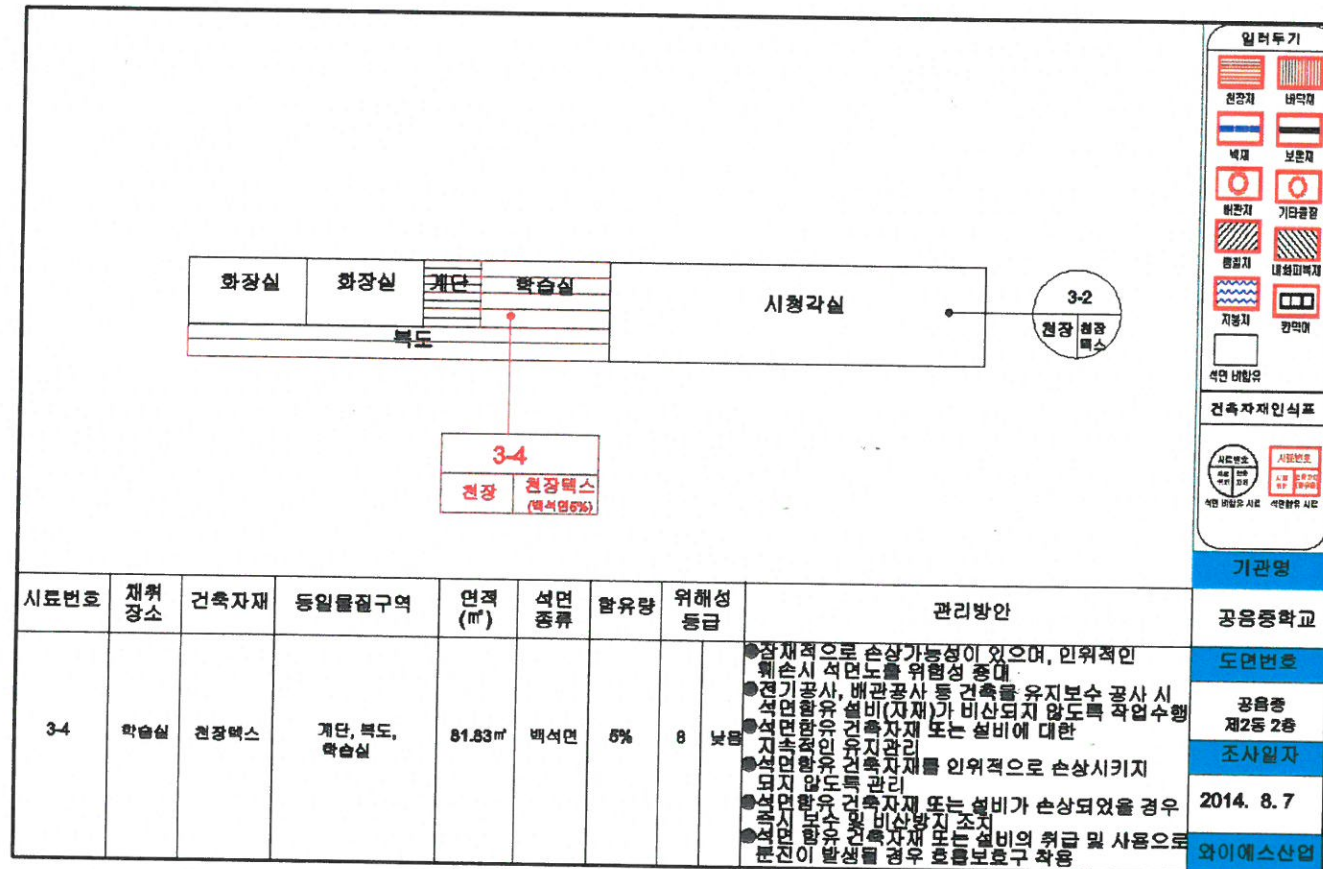 일러두기
천장재 바닥재
벽재 보온재
배관재 기타물질
내화피복재
지붕재 칸막이
석면 비함유
건축자재인식표
시료번호 시료번호
석면 비함유 시료 석면함유 시료
화장실 화장실 계단 학습실 시청각실
복도
3-2
천장 천장
텍스
3-4
천장 천장텍스
(백석면5%)
시료번호 채취
장소 건축자재 동일물질구역 면적
(㎡) 석면
종류 함유량 위해성
등급 관리방안
3-4 학습실 천장텍스 계단, 복도,
학습실 81.83㎡ 백석면 5% 8 낮음
●잠재적으로 손상가능성이 있으며, 인위적인
훼손시 석면노출 위험성 증대
●전기공사, 배관공사 등 건축물 유지보수 공사 시
석면함유 설비(자재)가 비산되지 않도록 작업수행
●석면함유 건축자재 또는 설비에 대한
지속적인 유지관리
●석면함유 건축자재를 인위적으로 손상시키지
되지 않도록 관리
●석면함유 건축자재 또는 설비가 손상되었을 경우
즉시 보수 및 비산방지 조치
●석면 함유 건축자재 또는 설비의 취급 및 사용으로
분진이 발생될 경우 호흡보호구 착용
기관명
공음중학교
도면번호
공음중
제2동 2층
조사일자
2014. 8. 7
와이에스산업